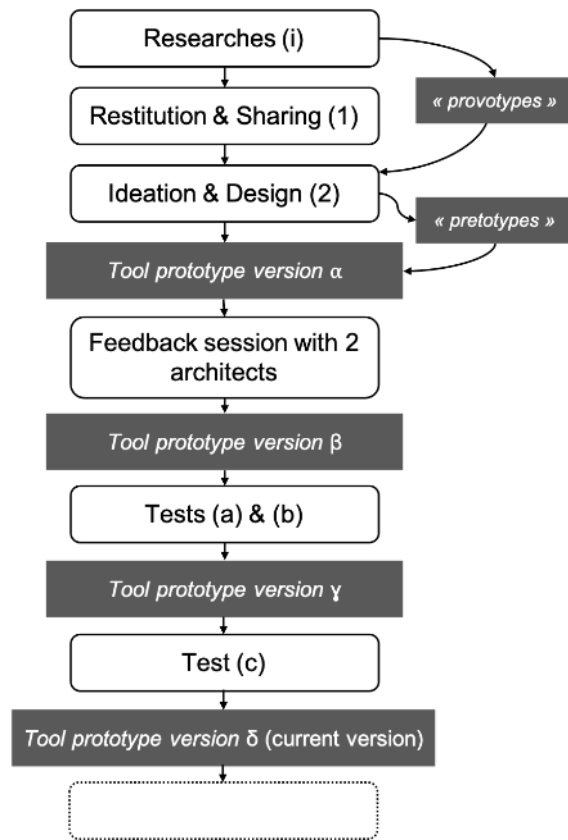 Researches (i)
« provotypes »
Restitution & Sharing (1)
Ideation & Design (2)
« pretotypes »
Tool prototype version α
Feedback session with 2
architects
Tool prototype version β
Tests (a) & (b)
Tool prototype version ɣ
Test (c)
Tool prototype version δ (current version)